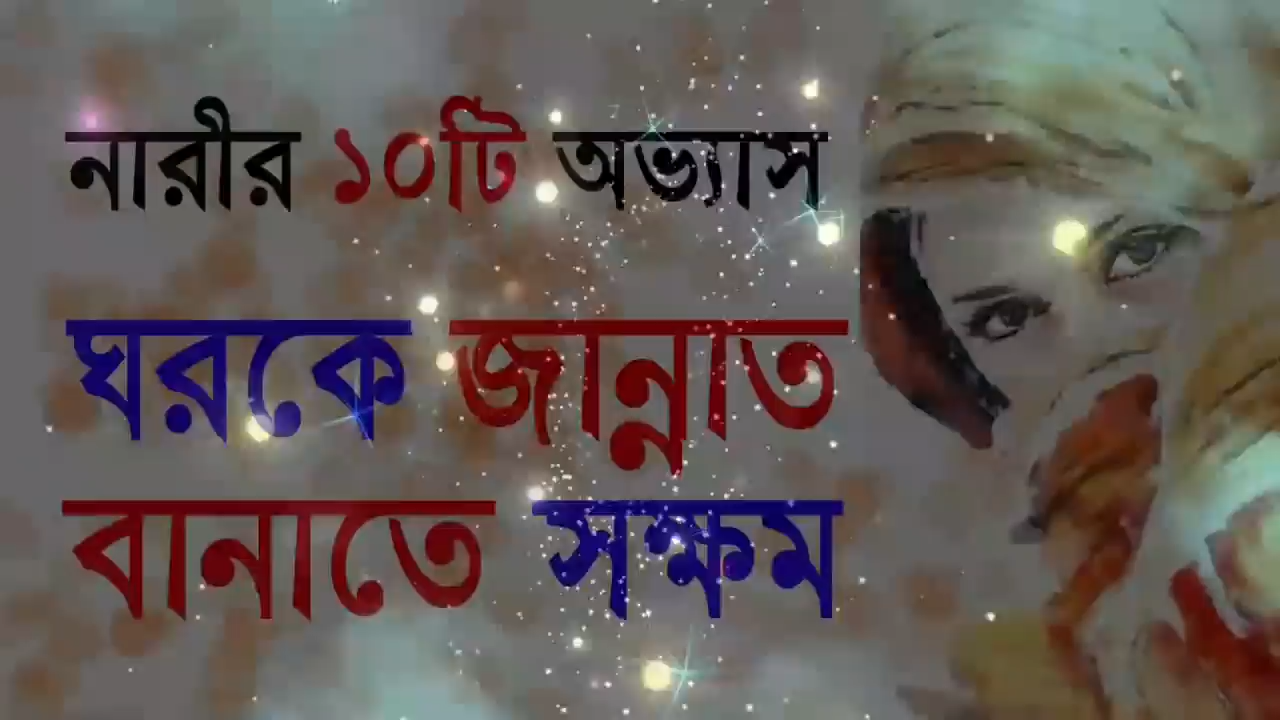 নারীর ১০টি অভ্যাস
ঘরকে জান্নাত
বানাতে সক্ষম